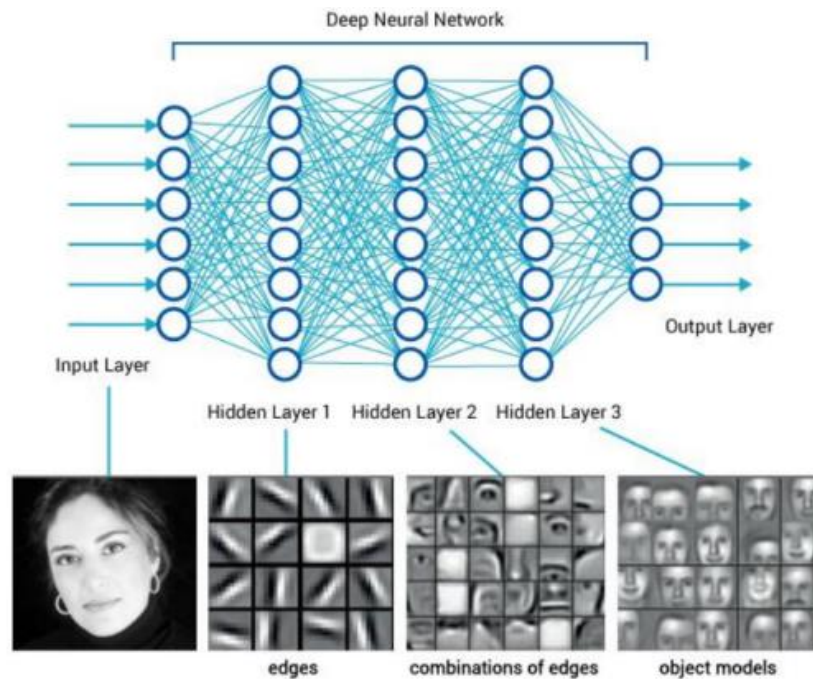 Deep Neural Network
Input Layer
Output Layer
Hidden Layer 1 Hidden Layer 2 Hidden Layer 3
edges combinations of edges object models